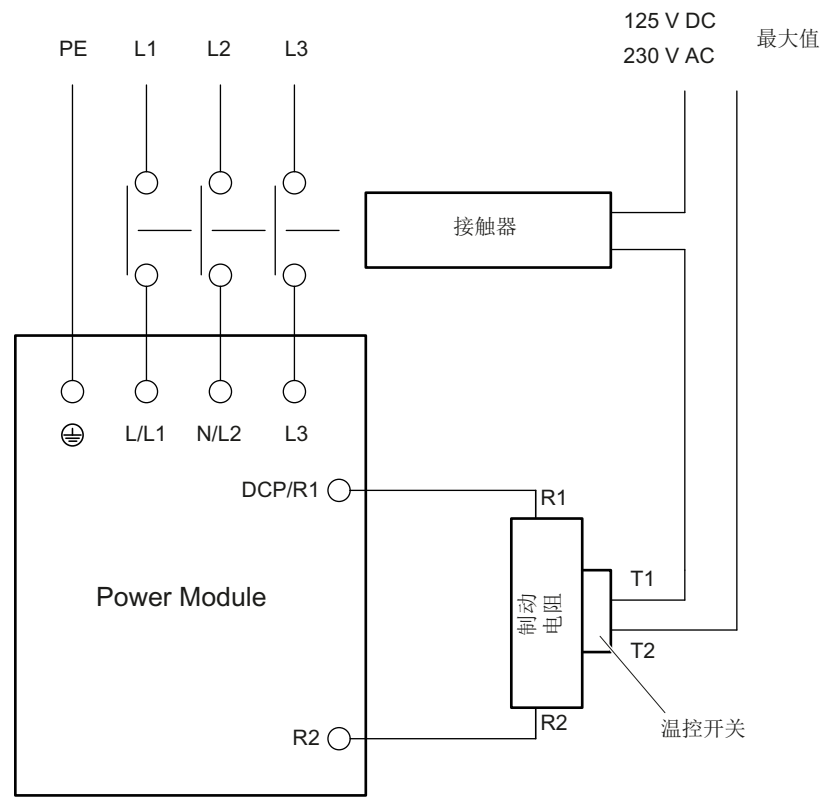 125 V DC
230 V AC
最大值
PE L1 L2 L3
接触器
L/L1 N/L2 L3
DCP/R1
R1
Power Module
制动
电阻
T1
T2
R2
R2
温控开关